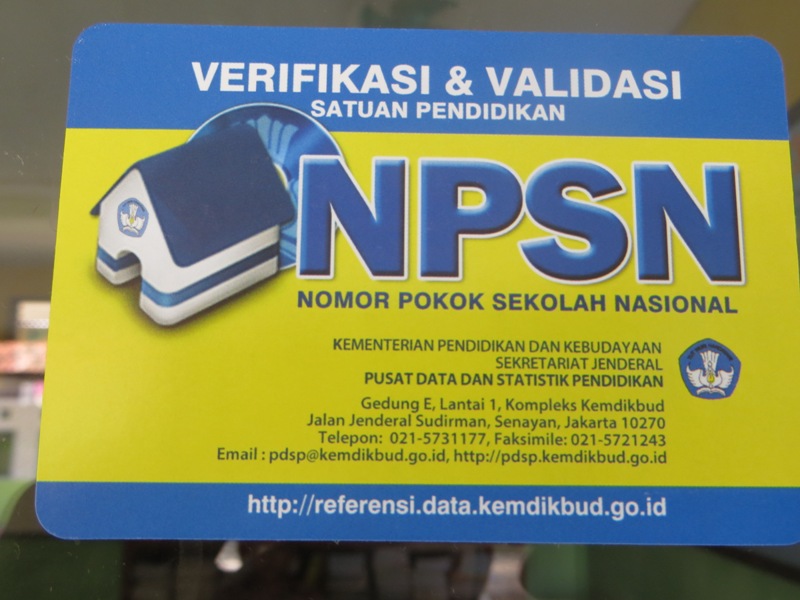 VERIFIKASI & VALIDASI
SATUAN PENDIDIKAN
NPSN
NOMOR POKOK SEKOLAH NASIONAL
KEMENTERIAN PENDIDIKAN DAN KEBUDAYAAN
SEKRETARIAT JENDERAL
PUSAT DATA DAN STATISTIK PENDIDIKAN
Gedung E, Lantai 1, Kompleks Kemdikbud
Jalan Jenderal Sudirman, Senayan, Jakarta 10270
Telepon: 021-5731177, Faksimile: 021-5721243
Email : pdsp@kemdikbud.go.id, http://pdsp.kemdikbud.go.id
http://referensi.data.kemdikbud.go.id